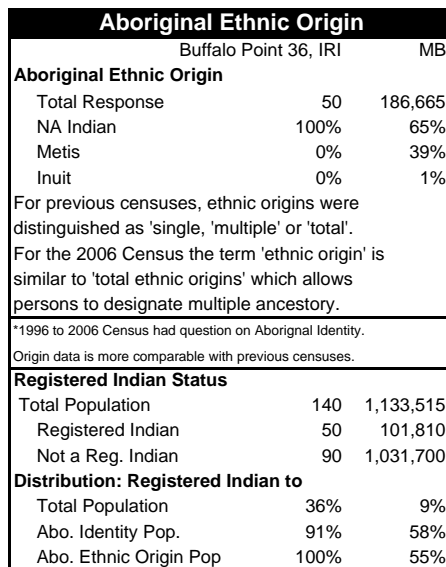 Aboriginal Ethnic Origin
Buffalo Point 36, IRI MB
Aboriginal Ethnic Origin
Total Response 50 186,665
NA Indian 100% 65%
Metis 0% 39%
Inuit 0% 1%
For previous censuses, ethnic origins were
distinguished as 'single, 'multiple' or 'total'.
For the 2006 Census the term 'ethnic origin' is
similar to 'total ethnic origins' which allows
persons to designate multiple ancestory.
*1996 to 2006 Census had question on Aborignal Identity.
Origin data is more comparable with previous censuses.
Registered Indian Status
Total Population 140 1,133,515
Registered Indian 50 101,810
Not a Reg. Indian 90 1,031,700
Distribution: Registered Indian to
Total Population 36% 9%
Abo. Identity Pop. 91% 58%
Abo. Ethnic Origin Pop 100% 55%